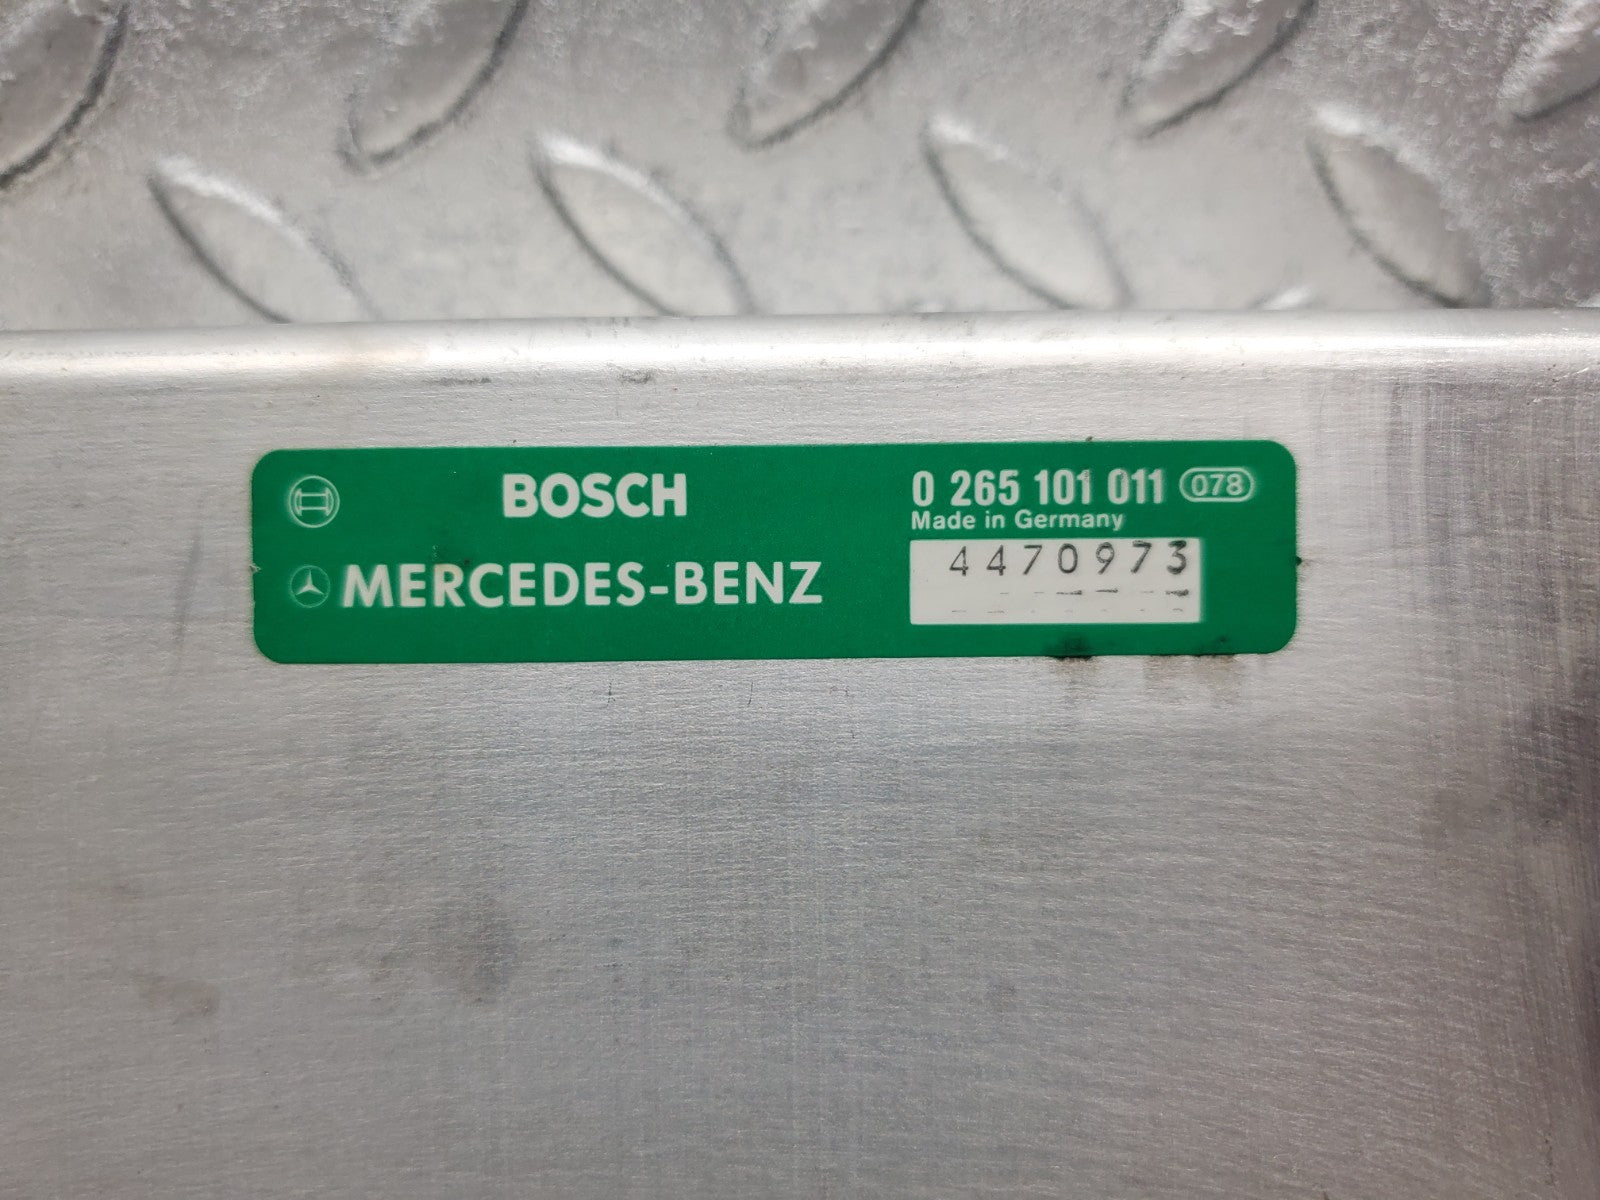 BOSCH
MERCEDES-BENZ
0 265 101 011 078
Made in Germany
4470973